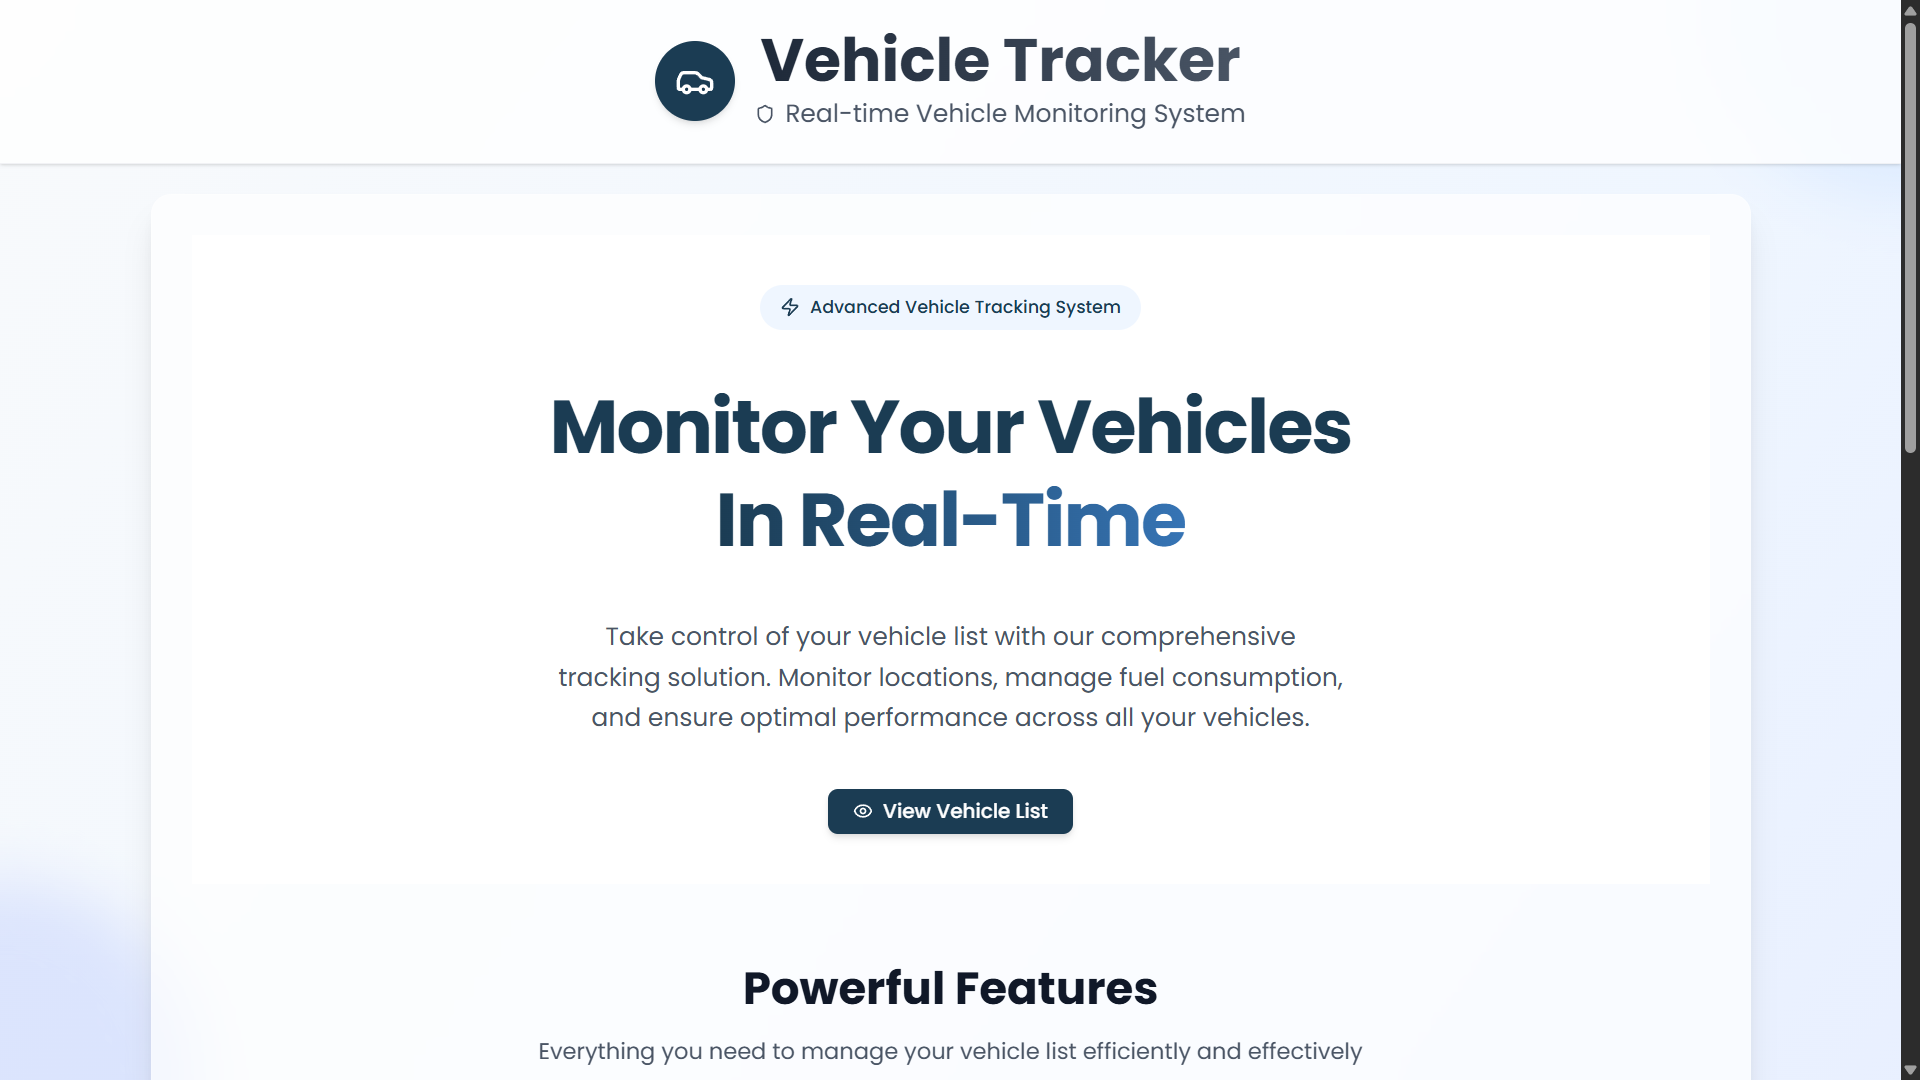 Vehicle Tracker
Real-time Vehicle Monitoring System
Advanced Vehicle Tracking System
Monitor Your Vehicles
In Real-Time
Take control of your vehicle list with our comprehensive
tracking solution. Monitor locations, manage fuel consumption,
and ensure optimal performance across all your vehicles.
View Vehicle List
Powerful Features
Everything you need to manage your vehicle list efficiently and effectively